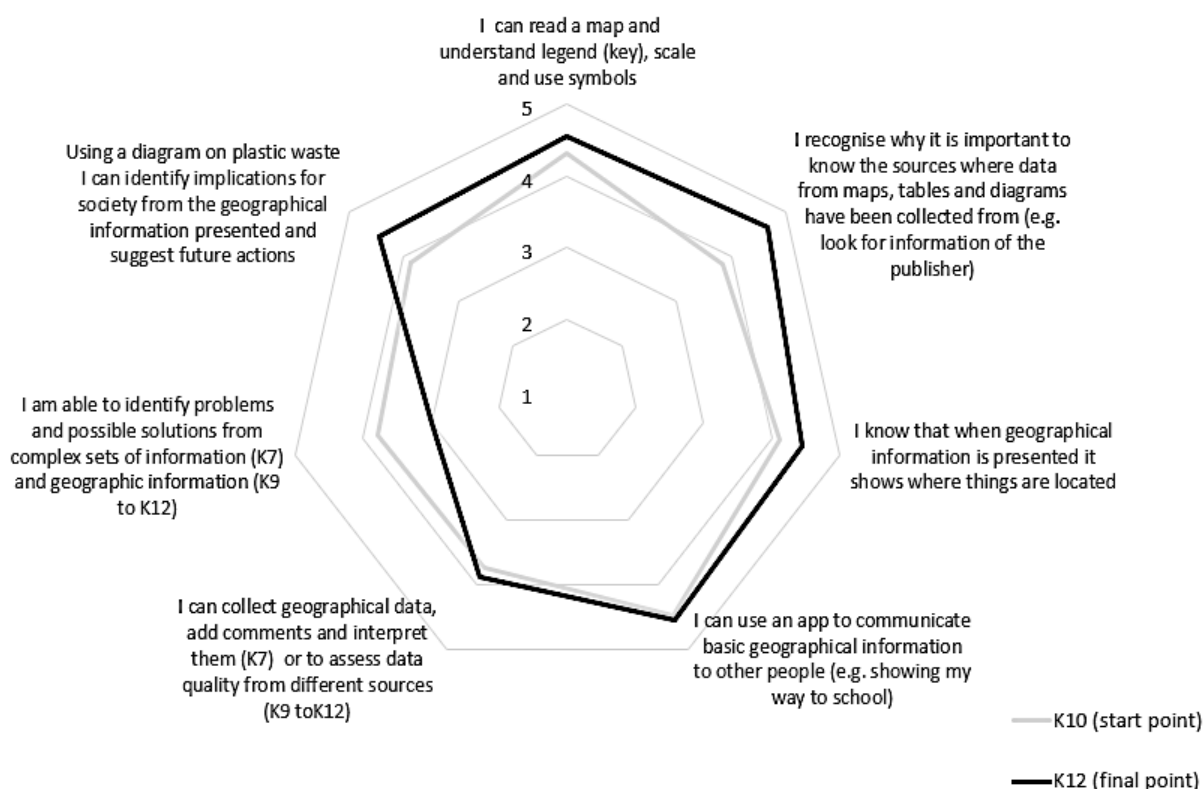 I can read a map and
understand legend (key), scale
and use symbols
5
4
3
2
1
I recognise why it is important to
know the sources where data
from maps, tables and diagrams
have been collected from (e.g.
look for information of the
publisher)
I know that when geographical
information is presented it
shows where things are located
I can use an app to communicate
basic geographical information
to other people (e.g. showing my
way to school)
I can collect geographical data,
add comments and interpret
them (K7) or to assess data
quality from different sources
(K9 toK12)
I am able to identify problems
and possible solutions from
complex sets of information (K7)
and geographic information (K9
to K12)
Using a diagram on plastic waste
I can identify implications for
society from the geographical
information presented and
suggest future actions
K10 (start point)
K12 (final point)